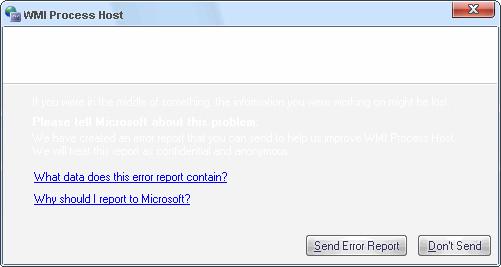 WMI Process Host
If you were in the middle of something, the information you were working on might be lost.
Please tell Microsoft about this problem.
We have created an error report that you can send to help us improve WMI Process Host.
We will treat this report as confidential and anonymous.
What data does this error report contain?
Why should I report to Microsoft?
Send Error Report
Don't Send